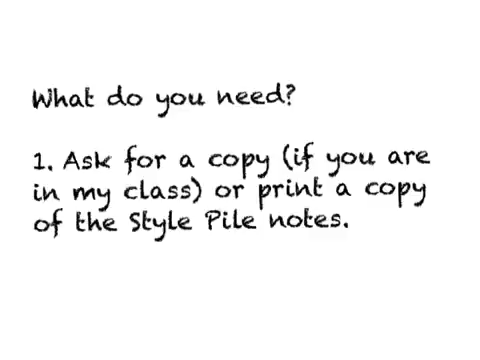 What do you need?
1. Ask for a copy (if you are
in my class) or print a copy
of the Style Pile notes.